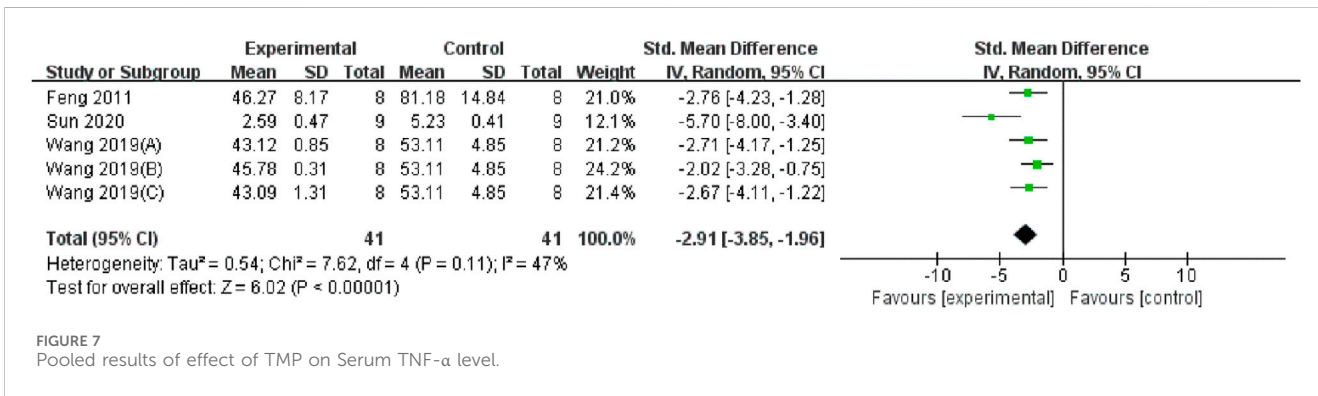 Experimental Control Std. Mean Difference Std. Mean Difference
Study or Subgroup Mean SD Total Mean SD Total Weight IV, Random, 95% CI IV, Random, 95% CI
Feng 2011 46.27 8.17 8 81.18 14.84 8 21.0% -2.76 [-4.23, -1.28]
Sun 2020 2.59 0.47 9 5.23 0.41 9 12.1% -5.70 [-8.00, -3.40]
Wang 2019(A) 43.12 0.85 8 53.11 4.85 8 21.2% -2.71 [-4.17, -1.25]
Wang 2019(B) 45.78 0.31 8 53.11 4.85 8 24.2% -2.02 [-3.28, -0.75]
Wang 2019(C) 43.09 1.31 8 53.11 4.85 8 21.4% -2.67 [-4.11, -1.22]
Total (95% CI) 41 41 100.0% -2.91 [-3.85, -1.96]
Heterogeneity: Tau² = 0.54; Chi² = 7.62, df = 4 (P = 0.11); I² = 47%
Test for overall effect: Z = 6.02 (P < 0.00001)
-10 -5 0 5 10
Favours [experimental] Favours [control]
FIGURE 7
Pooled results of effect of TMP on Serum TNF-α level.